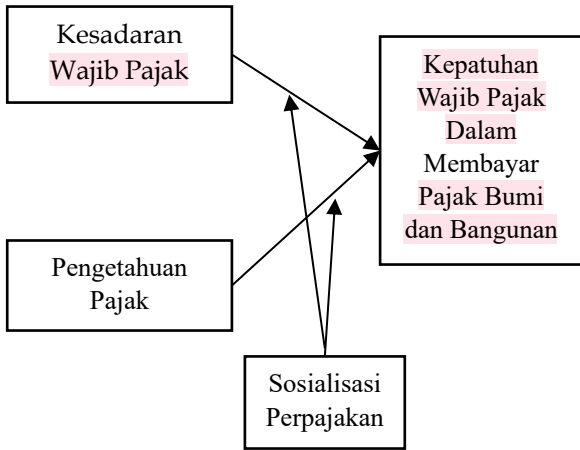 Kesadaran
Wajib Pajak
Kepatuhan
Wajib Pajak
Dalam
Membayar
Pajak Bumi
dan Bangunan
Pengetahuan
Pajak
Sosialisasi
Perpajakan